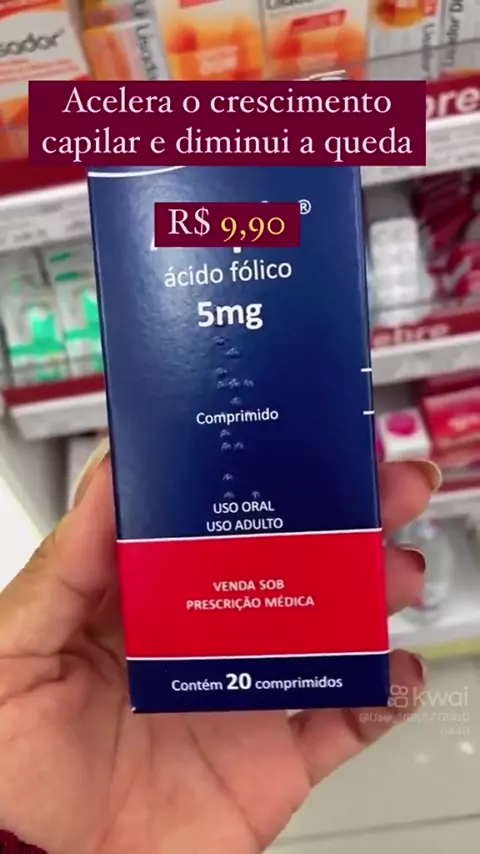 Acelera o crescimento
capilar e diminui a queda
R$ 9,90
®
ácido fólico
5mg
Comprimido
USO ORAL
USO ADULTO
VENDA SOB
PRESCRIÇÃO MÉDICA
Contém 20 comprimidos
kwai